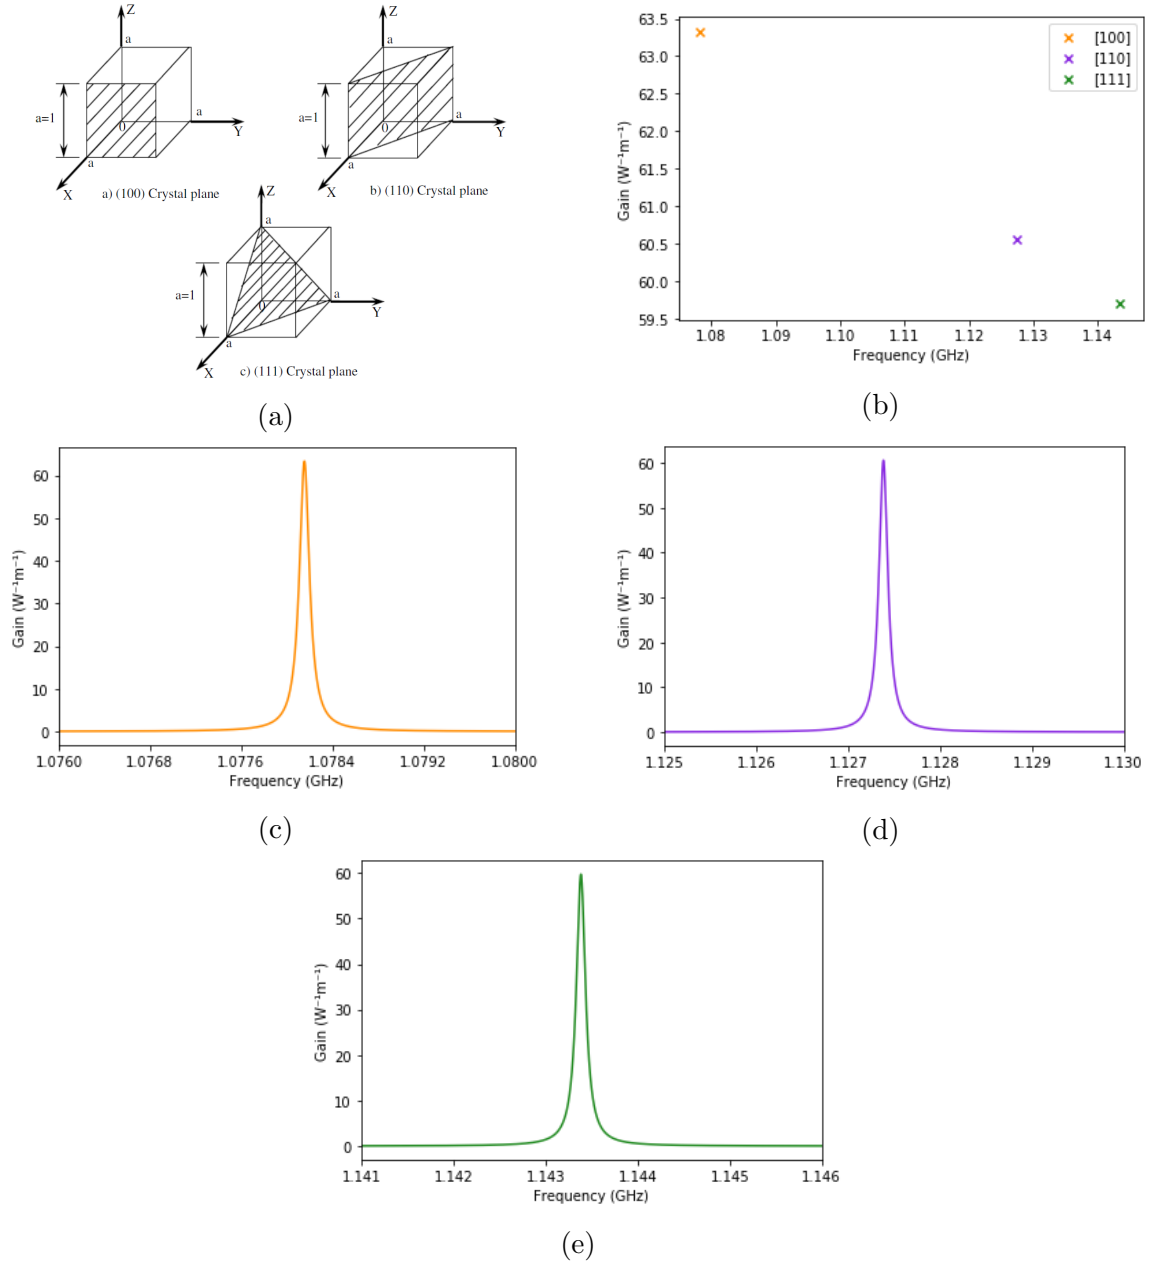 Z
a
a=1
0
a
Y
a
X
a) (100) Crystal plane
Z
a
a=1
0
a
Y
a
X
b) (110) Crystal plane
Z
a
a=1
0
a
Y
a
X
c) (111) Crystal plane
(a)
63.5
63.0
62.5
62.0
61.5
61.0
60.5
60.0
59.5
Gain (W⁻¹m⁻¹)
[100]
[110]
[111]
1.08 1.09 1.10 1.11 1.12 1.13 1.14
Frequency (GHz)
(b)
60
50
40
30
20
10
0
Gain (W⁻¹m⁻¹)
1.0760 1.0768 1.0776 1.0784 1.0792 1.0800
Frequency (GHz)
(c)
60
50
40
30
20
10
0
Gain (W⁻¹m⁻¹)
1.125 1.126 1.127 1.128 1.129 1.130
Frequency (GHz)
(d)
60
50
40
30
20
10
0
Gain (W⁻¹m⁻¹)
1.141 1.142 1.143 1.144 1.145 1.146
Frequency (GHz)
(e)